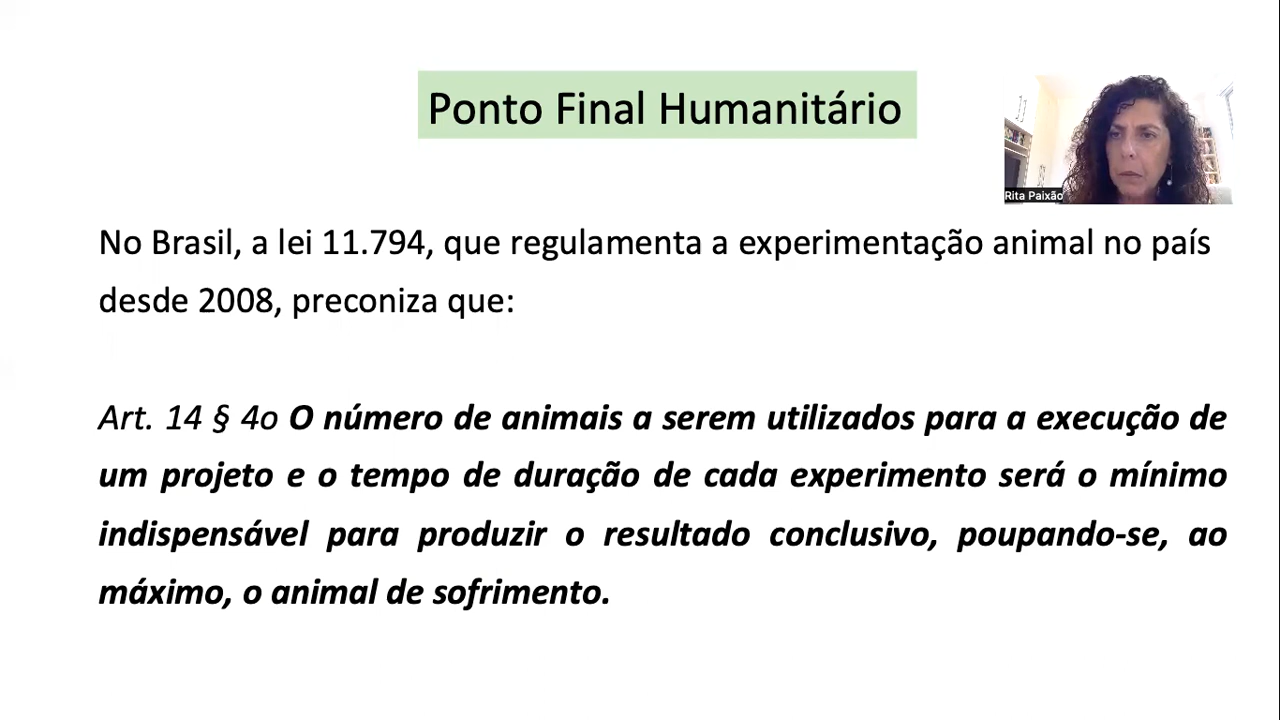 Ponto Final Humanitário
Rita Paixão
No Brasil, a lei 11.794, que regulamenta a experimentação animal no país
desde 2008, preconiza que:
Art. 14 § 4o O número de animais a serem utilizados para a execução de
um projeto e o tempo de duração de cada experimento será o mínimo
indispensável para produzir o resultado conclusivo, poupando-se, ao
máximo, o animal de sofrimento.